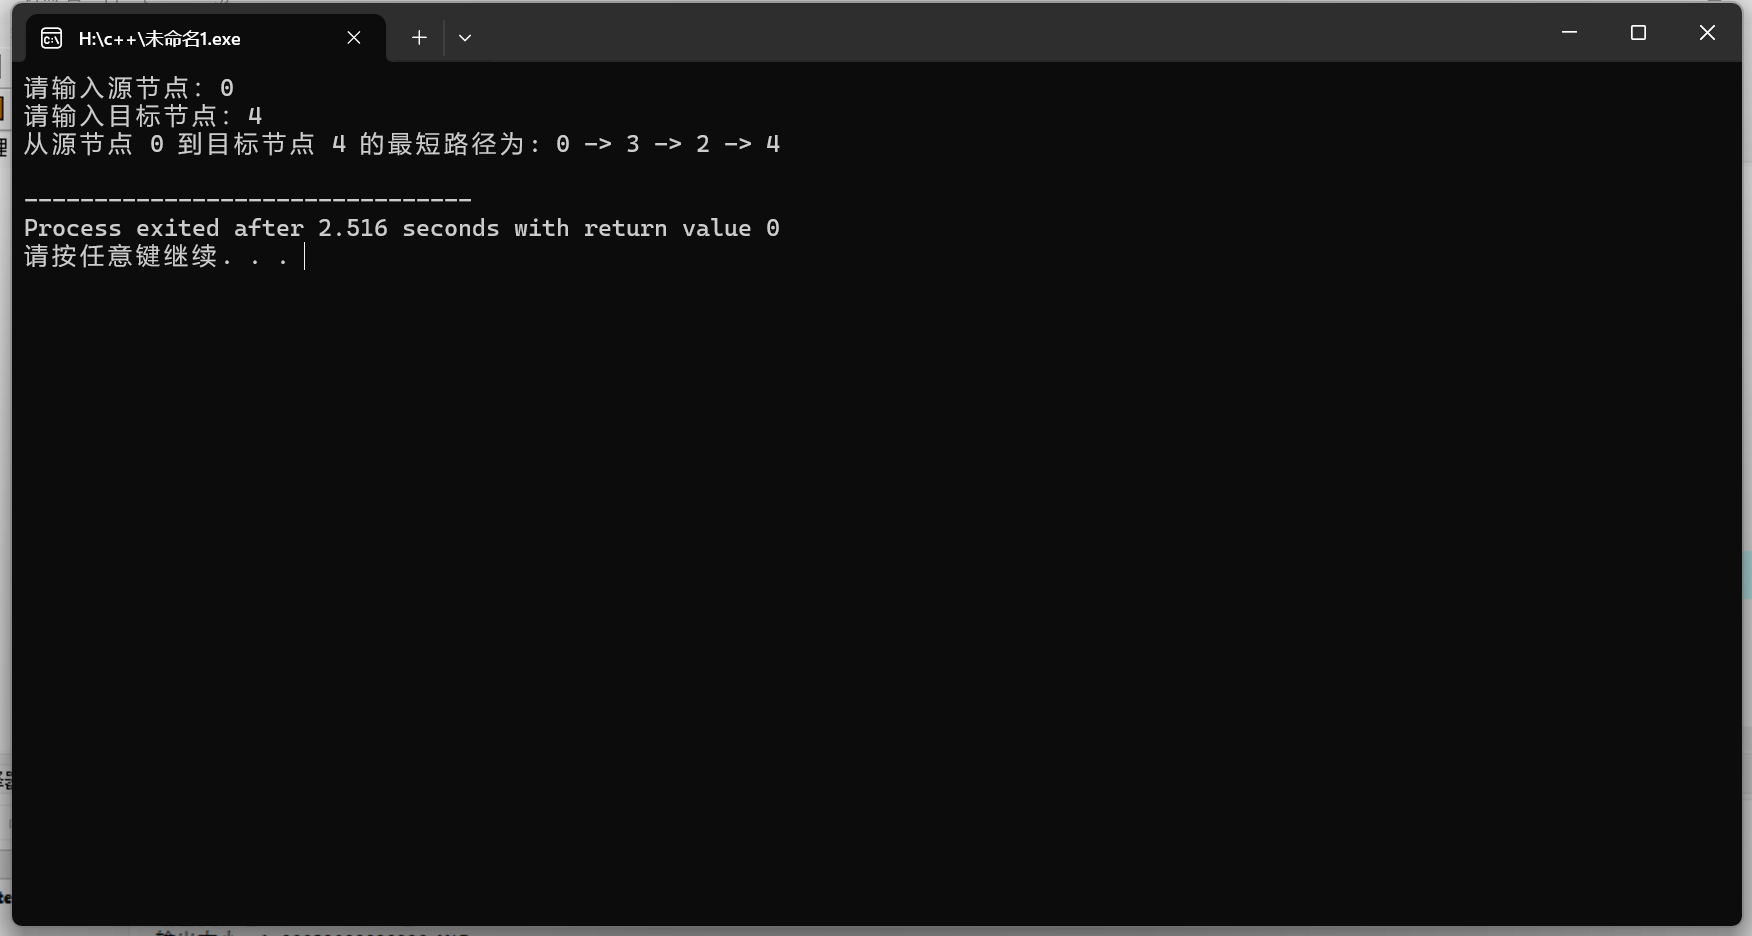 H:\c++\未命名1.exe
请输入源节点: 0
请输入目标节点: 4
从源节点 0 到目标节点 4 的最短路径为: 0 -> 3 -> 2 -> 4
--------------------------------
Process exited after 2.516 seconds with return value 0
请按任意键继续. . .